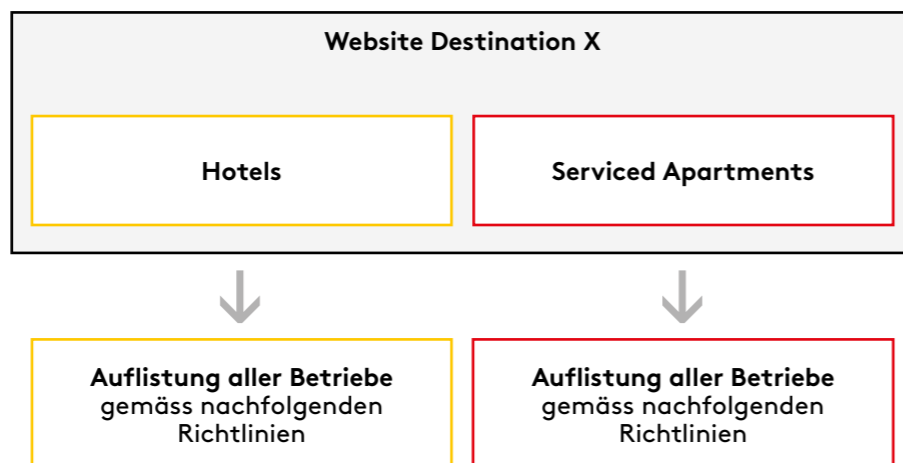 Website Destination X
Hotels
Serviced Apartments
Auflistung aller Betriebe
gemäss nachfolgenden
Richtlinien
Auflistung aller Betriebe
gemäss nachfolgenden
Richtlinien